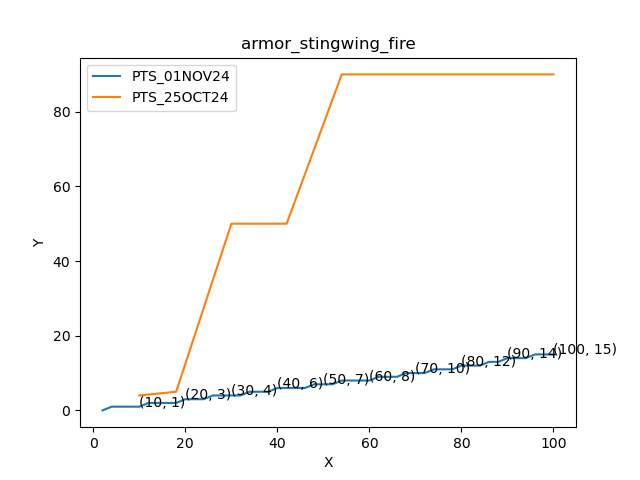 armor_stingwing_fire
PTS_01NOV24
PTS_25OCT24
Y
80
60
40
20
0
(10, 1)
(20, 3)
(30, 4)
(40, 6)
(50, 7)
(60, 8)
(70, 10)
(80, 12)
(90, 14)
(100, 15)
0 20 40 60 80 100
X